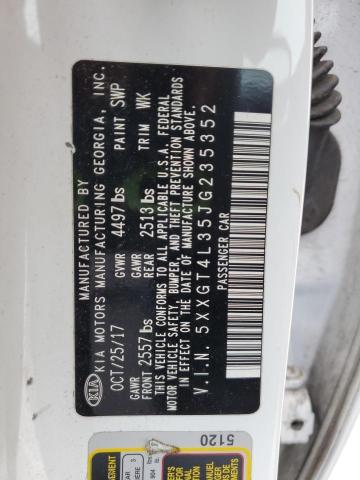 MANUFACTURED BY
KIA KIA MOTORS MANUFACTURING GEORGIA, INC.
OCT/25/17 GVWR 4497 lbs PAINT SWP
GAWR FRONT 2557 lbs GAWR REAR 2513 lbs TRIM WK
THIS VEHICLE CONFORMS TO ALL APPLICABLE U.S.A. FEDERAL
MOTOR VEHICLE SAFETY, BUMPER, AND THEFT PREVENTION STANDARDS
IN EFFECT ON THE DATE OF MANUFACTURE SHOWN ABOVE.
V.I.N. 5XXGT4L35JG235352
PASSENGER CAR
5120